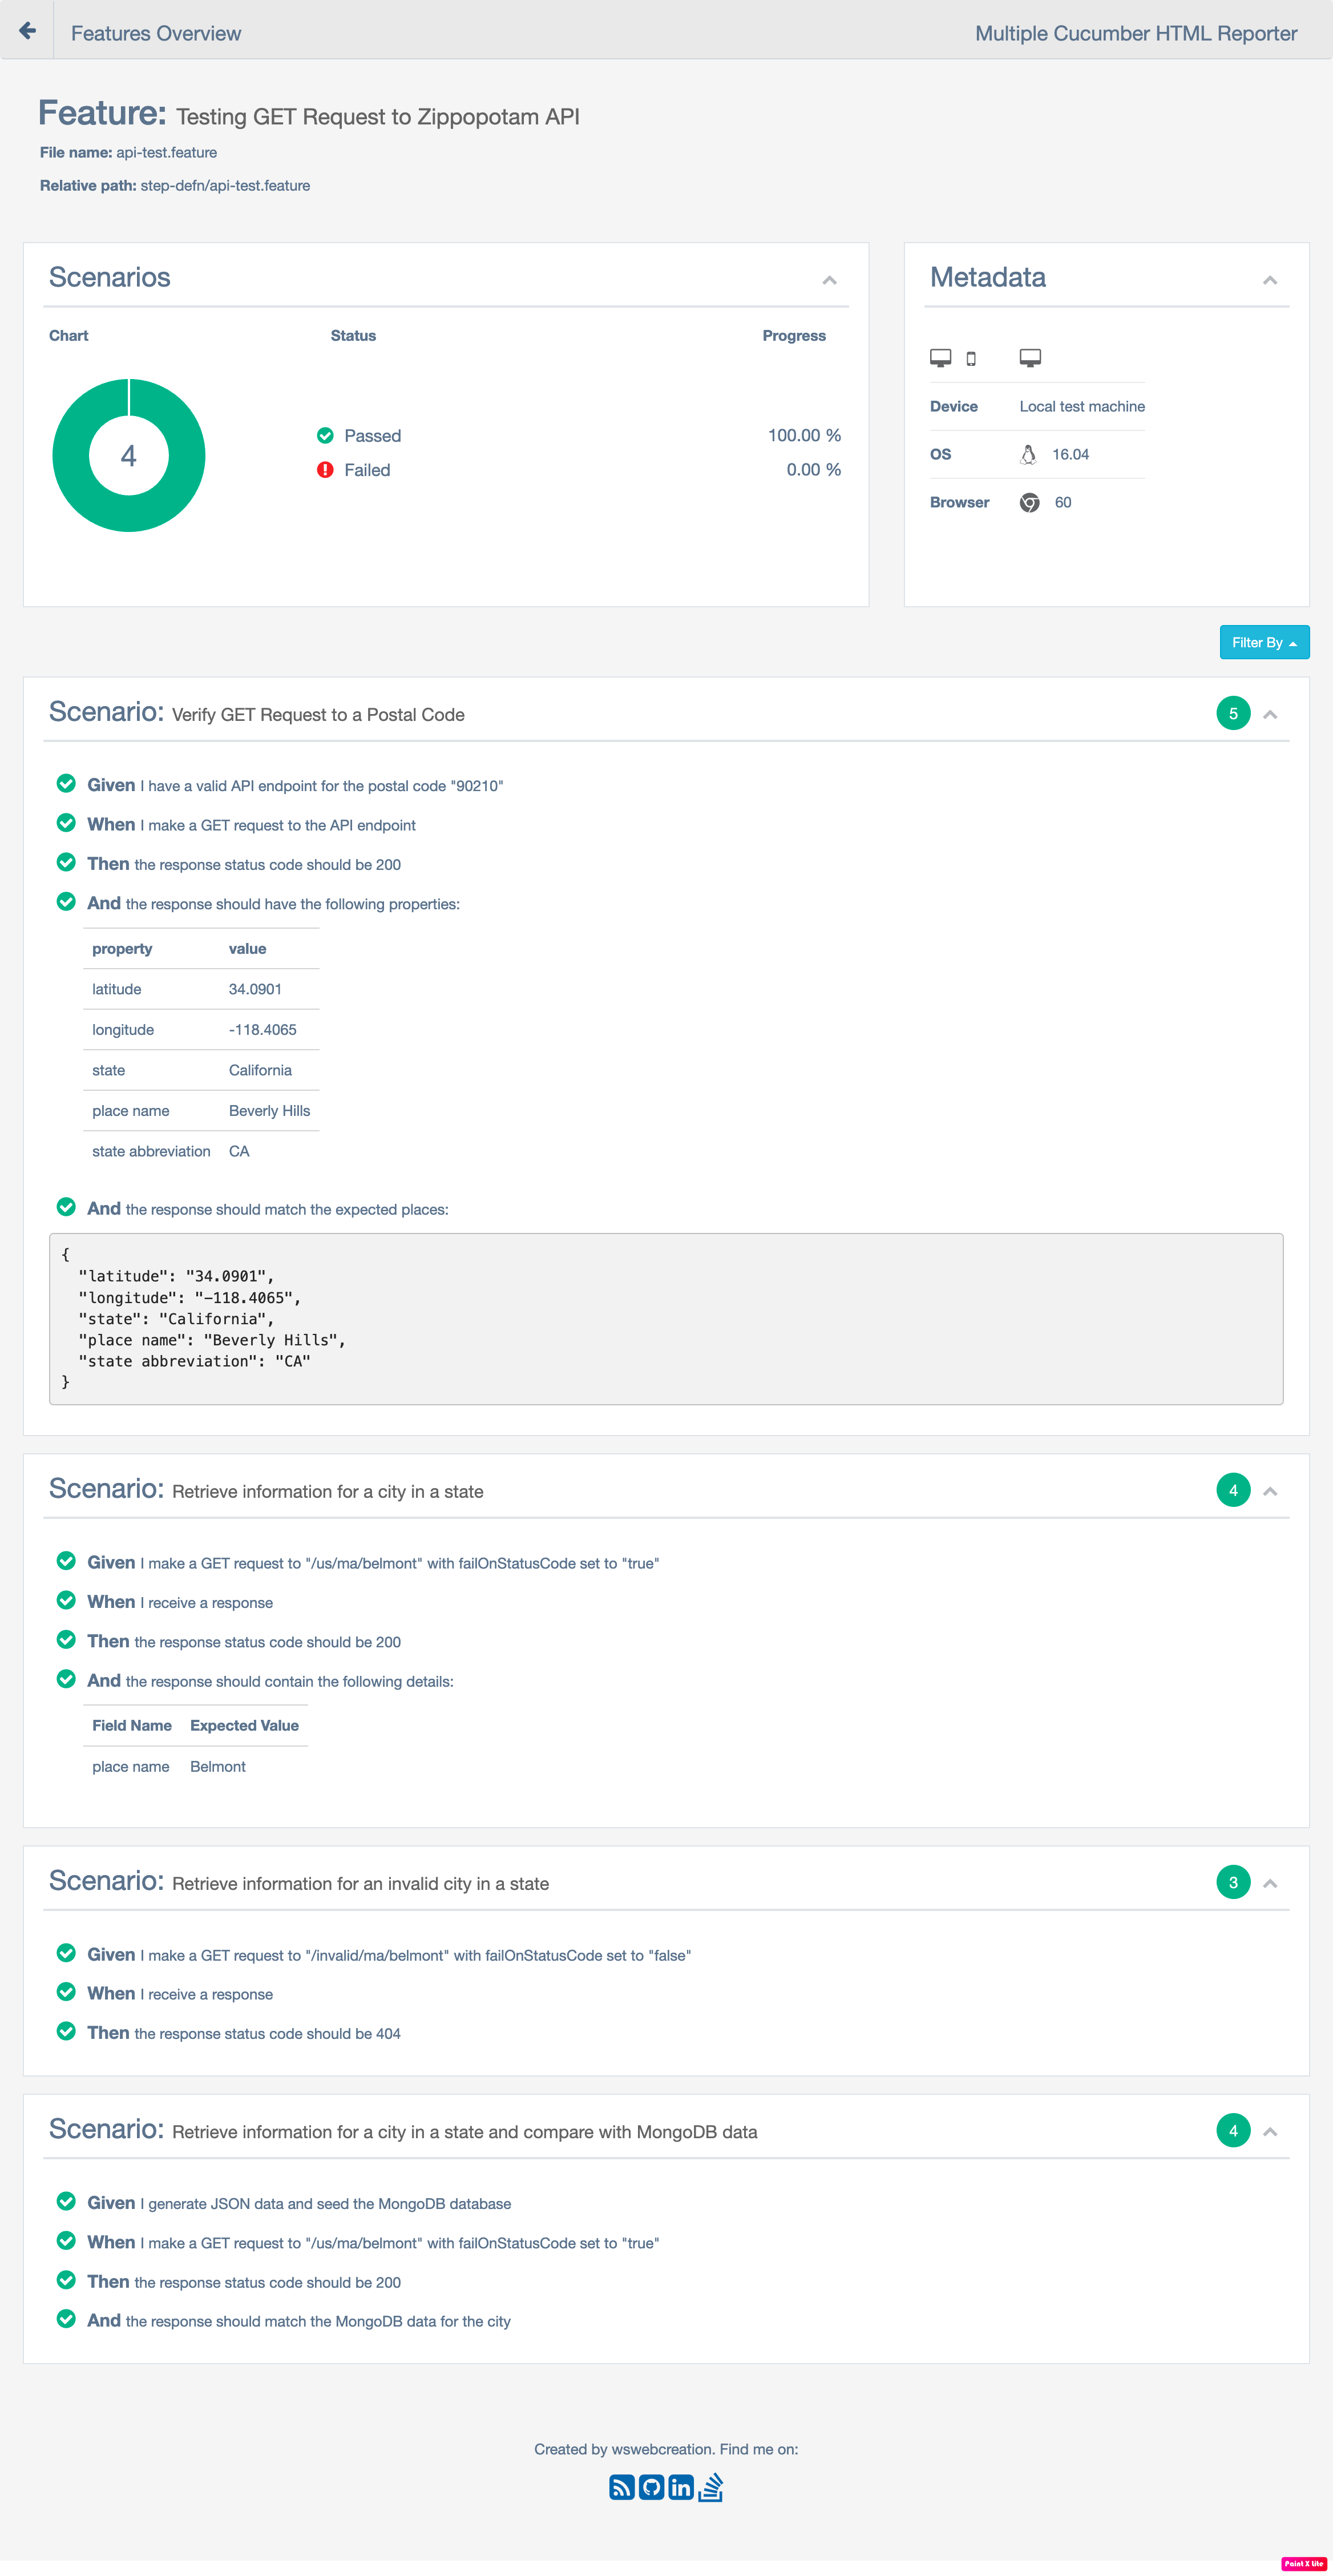 Features Overview
Multiple Cucumber HTML Reporter
Feature: Testing GET Request to Zippopotam API
File name: api-test.feature
Relative path: step-defn/api-test.feature
Scenarios
Chart Status Progress
4
Passed 100.00 %
Failed 0.00 %
Metadata
Device Local test machine
OS 16.04
Browser 60
Filter By
Scenario: Verify GET Request to a Postal Code 5
Given I have a valid API endpoint for the postal code "90210"
When I make a GET request to the API endpoint
Then the response status code should be 200
And the response should have the following properties:
property value
latitude 34.0901
longitude -118.4065
state California
place name Beverly Hills
state abbreviation CA
And the response should match the expected places:
{
"latitude": "34.0901",
"longitude": "-118.4065",
"state": "California",
"place name": "Beverly Hills",
"state abbreviation": "CA"
}
Scenario: Retrieve information for a city in a state 4
Given I make a GET request to "/us/ma/belmont" with failOnStatusCode set to "true"
When I receive a response
Then the response status code should be 200
And the response should contain the following details:
Field Name Expected Value
place name Belmont
Scenario: Retrieve information for an invalid city in a state 3
Given I make a GET request to "/invalid/ma/belmont" with failOnStatusCode set to "false"
When I receive a response
Then the response status code should be 404
Scenario: Retrieve information for a city in a state and compare with MongoDB data 4
Given I generate JSON data and seed the MongoDB database
When I make a GET request to "/us/ma/belmont" with failOnStatusCode set to "true"
Then the response status code should be 200
And the response should match the MongoDB data for the city
Created by wswebcreation. Find me on:
in
Paint X Lite